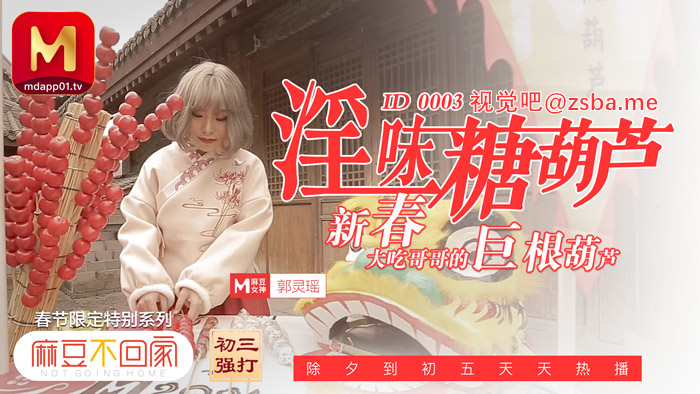 M
mdapp01.tv
ID 0003 视觉吧@zsba.me
淫味糖葫芦
新春
大吃哥哥的巨根葫芦
M 麻豆女神 郭灵瑶
春节限定特别系列
麻豆不回家
NOT GOING HOME
初三
强打
除夕到初五天天热播
葫芦